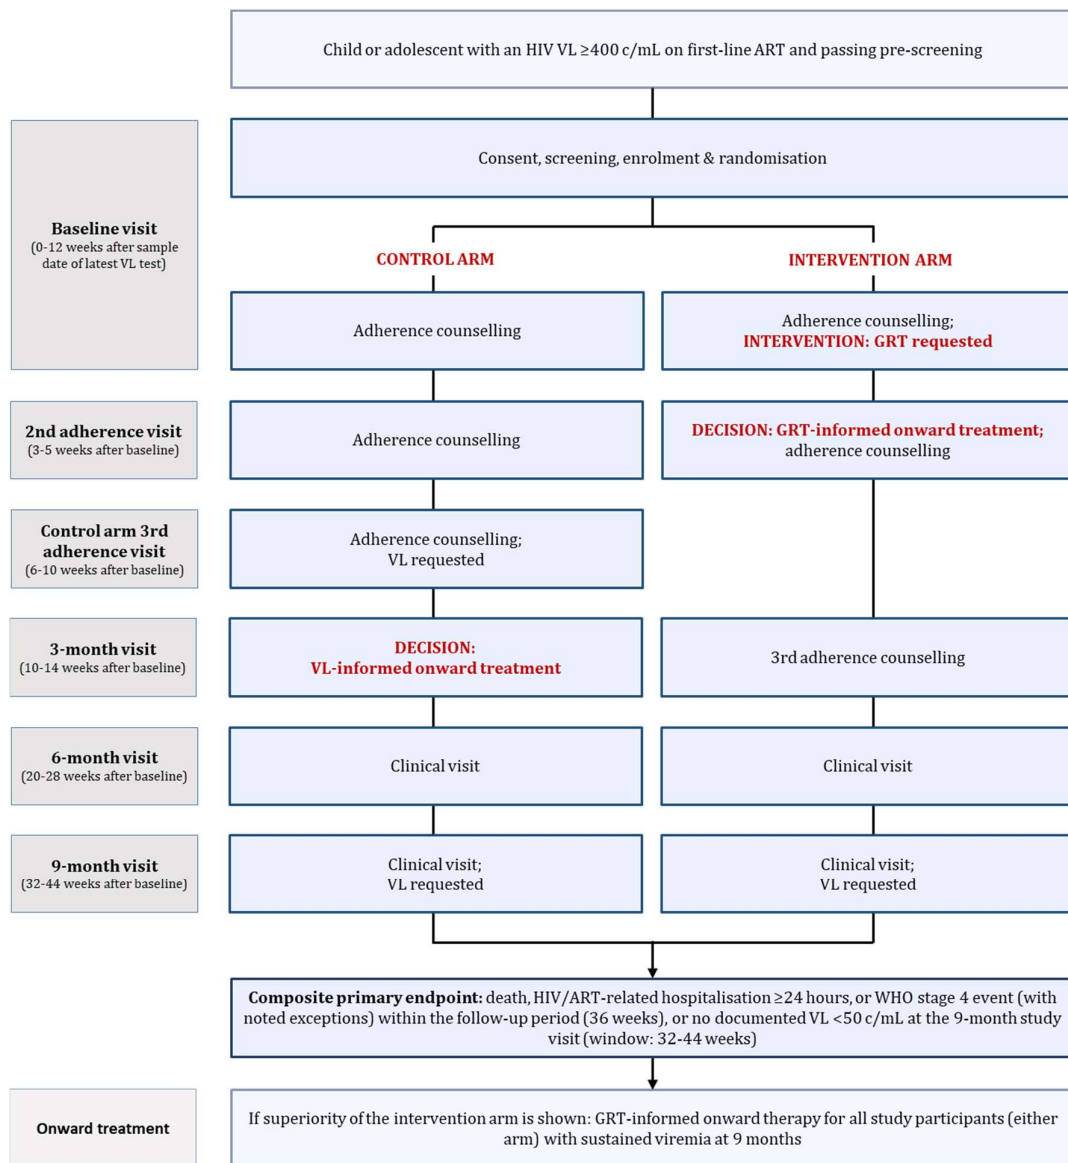 Child or adolescent with an HIV VL ≥400 c/mL on first-line ART and passing pre-screening
Consent, screening, enrolment & randomisation
Baseline visit
(0-12 weeks after sample
date of latest VL test)
CONTROL ARM
INTERVENTION ARM
Adherence counselling
Adherence counselling;
INTERVENTION: GRT requested
2nd adherence visit
(3-5 weeks after baseline)
Adherence counselling
DECISION: GRT-informed onward treatment;
adherence counselling
Control arm 3rd
adherence visit
(6-10 weeks after baseline)
Adherence counselling;
VL requested
3-month visit
(10-14 weeks after baseline)
DECISION:
VL-informed onward treatment
3rd adherence counselling
6-month visit
(20-28 weeks after baseline)
Clinical visit
Clinical visit
9-month visit
(32-44 weeks after baseline)
Clinical visit;
VL requested
Clinical visit;
VL requested
Composite primary endpoint: death, HIV/ART-related hospitalisation ≥24 hours, or WHO stage 4 event (with
noted exceptions) within the follow-up period (36 weeks), or no documented VL <50 c/mL at the 9-month study
visit (window: 32-44 weeks)
Onward treatment
If superiority of the intervention arm is shown: GRT-informed onward therapy for all study participants (either
arm) with sustained viremia at 9 months